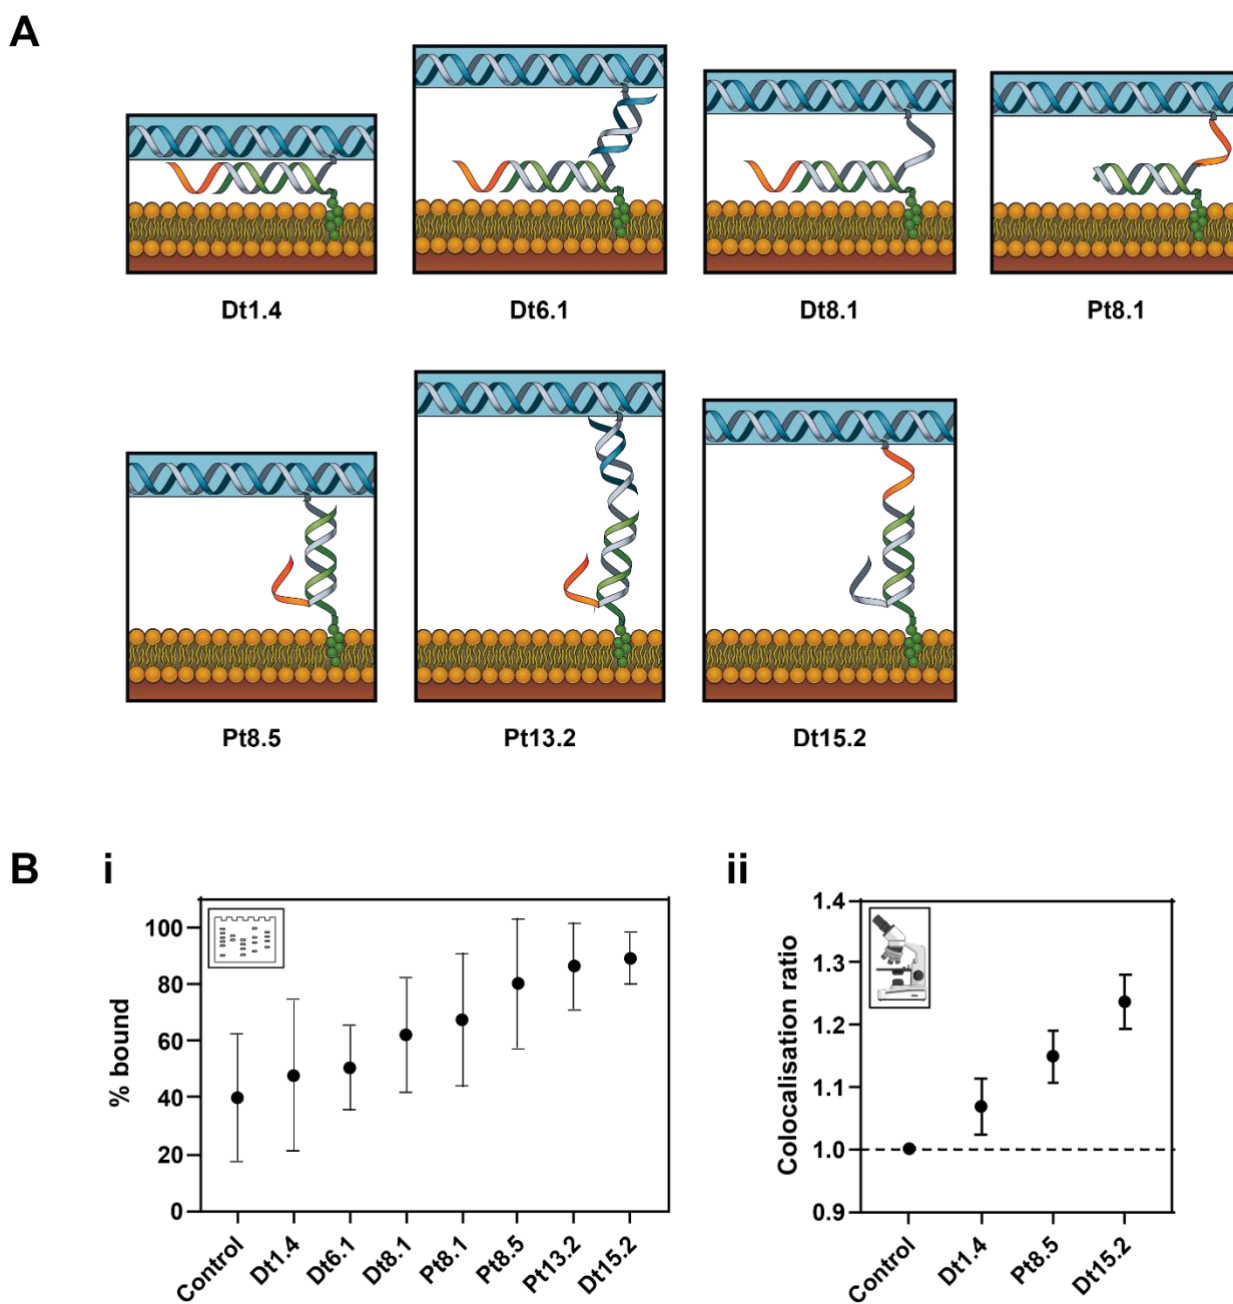 A
Dt1.4
Dt6.1
Dt8.1
Pt8.1
Pt8.5
Pt13.2
Dt15.2
B
i
ii
% bound
100
80
60
40
20
0
Control
Dt1.4
Dt6.1
Dt8.1
Pt8.1
Pt8.5
Pt13.2
Dt15.2
Colocalisation ratio
1.4
1.3
1.2
1.1
1.0
0.9
Control
Dt1.4
Pt8.5
Dt15.2